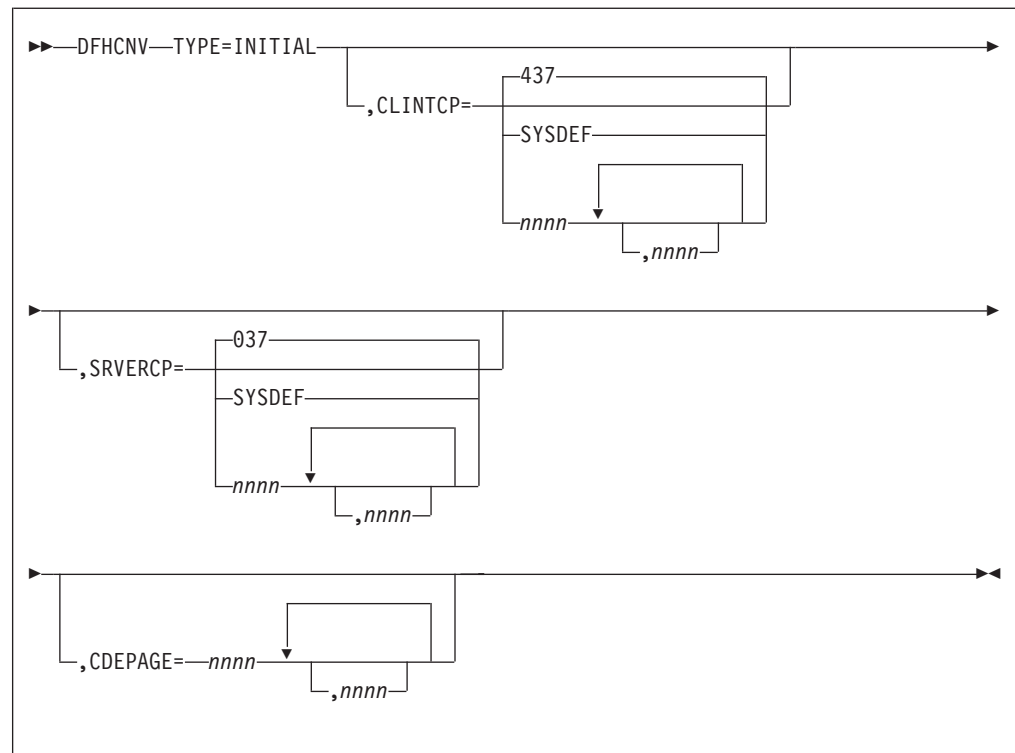 DFHCNV TYPE=INITIAL
,CLINTCP=
437
SYSDEF
nnnn
,nnnn
,SRVERCP=
037
SYSDEF
nnnn
,nnnn
,CDEPAGE= nnnn
,nnnn